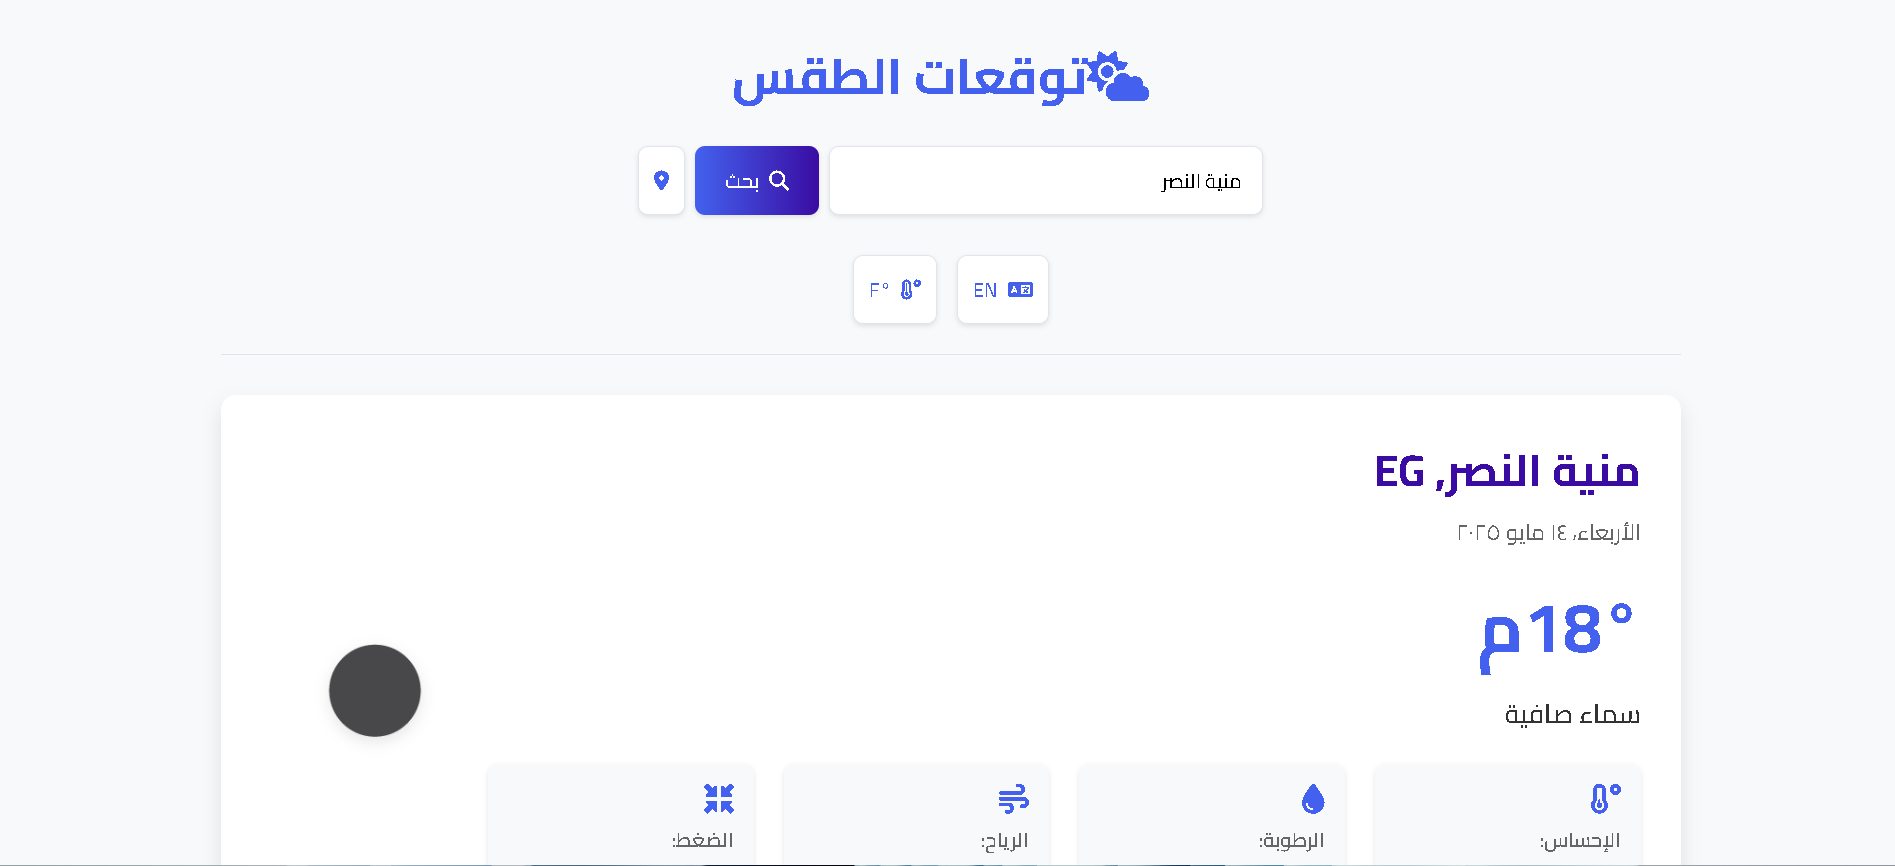 توقعات الطقس
منية النصر
بحث
EN
°F
منية النصر, EG
الأربعاء، ١٤ مايو ٢٠٢٥
°18م
سماء صافية
الإحساس:
الرطوبة:
الرياح:
الضغط: